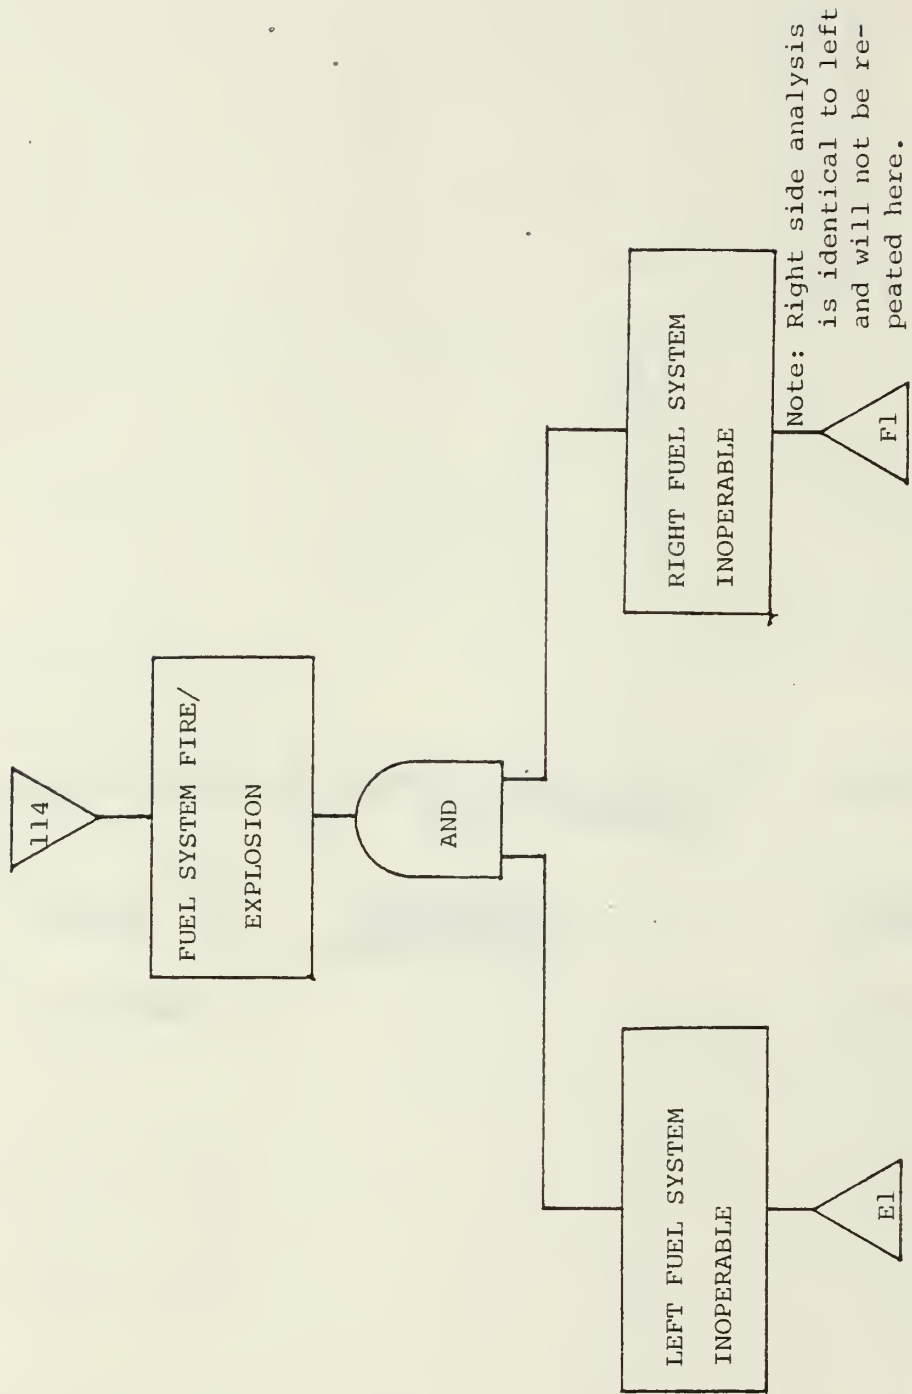 114
FUEL SYSTEM FIRE/
EXPLOSION
AND
LEFT FUEL SYSTEM
INOPERABLE
E1
RIGHT FUEL SYSTEM
INOPERABLE
F1
Note: Right side analysis
is identical to left
and will not be re-
peated here.